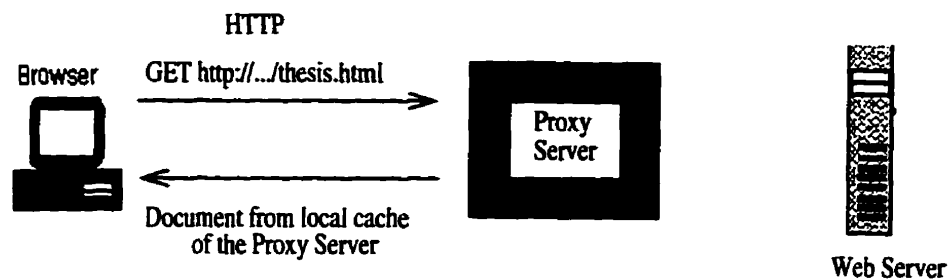 HTTP
Browser
GET http://.../thesis.html
Proxy
Server
Document from local cache
of the Proxy Server
Web Server